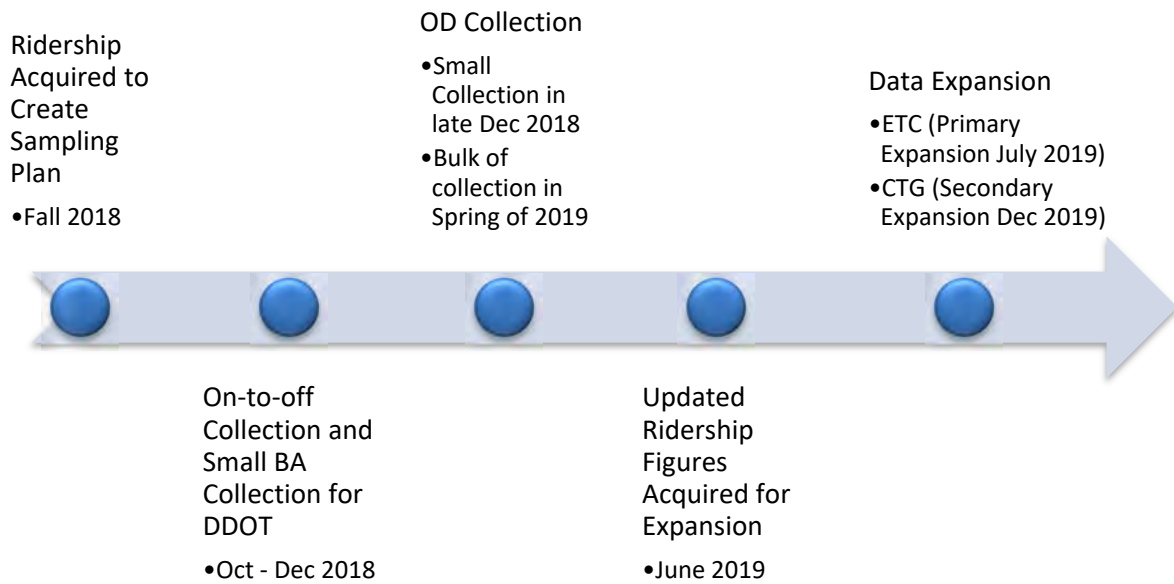 Ridership
Acquired to
Create
Sampling
Plan
•Fall 2018
On-to-off
Collection and
Small BA
Collection for
DDOT
•Oct - Dec 2018
OD Collection
•Small
Collection in
late Dec 2018
•Bulk of
collection in
Spring of 2019
Updated
Ridership
Figures
Acquired for
Expansion
•June 2019
Data Expansion
•ETC (Primary
Expansion July 2019)
•CTG (Secondary
Expansion Dec 2019)